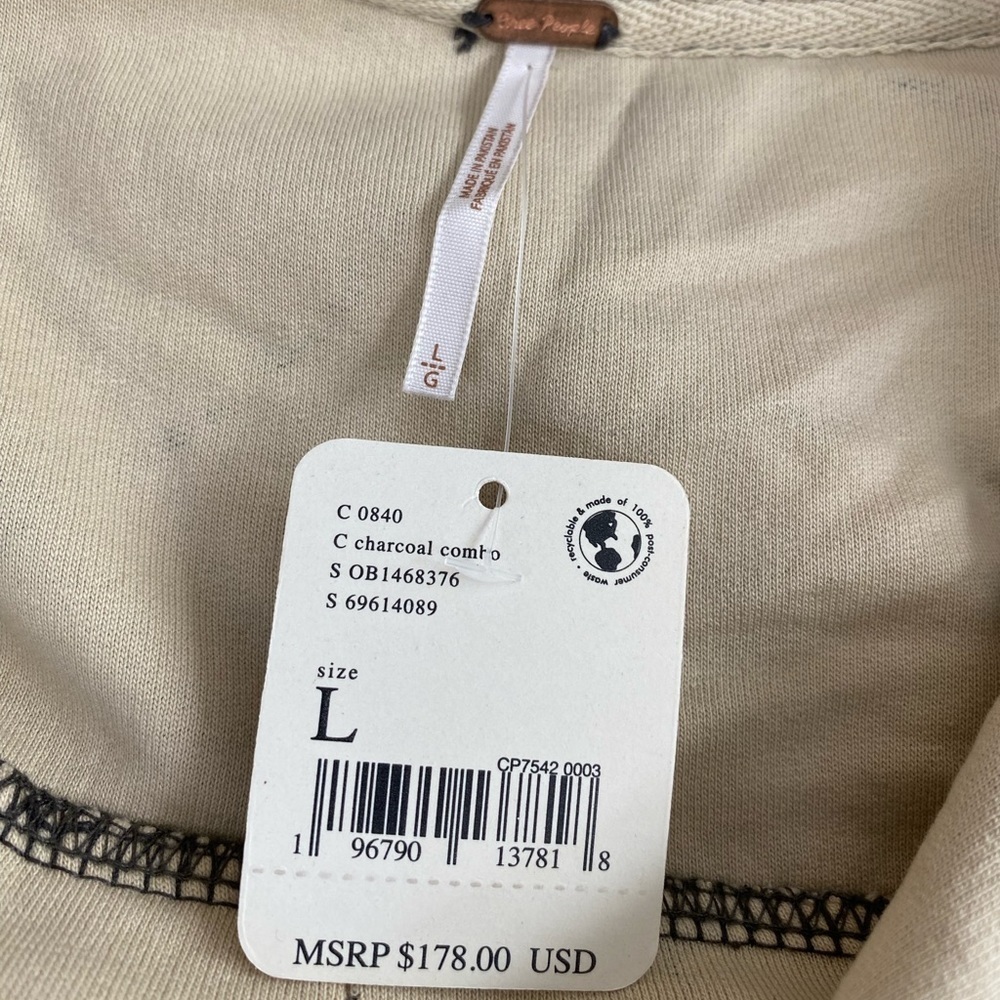 Free People
MADE IN PAKISTAN
FABRIQUÉ EN PAKISTAN
L
G
C 0840
C charcoal combo
S OB1468376
S 69614089
recyclable & made of 100% post-consumer waste •
size
L
CP7542 0003
1 96790 13781 8
MSRP $178.00 USD